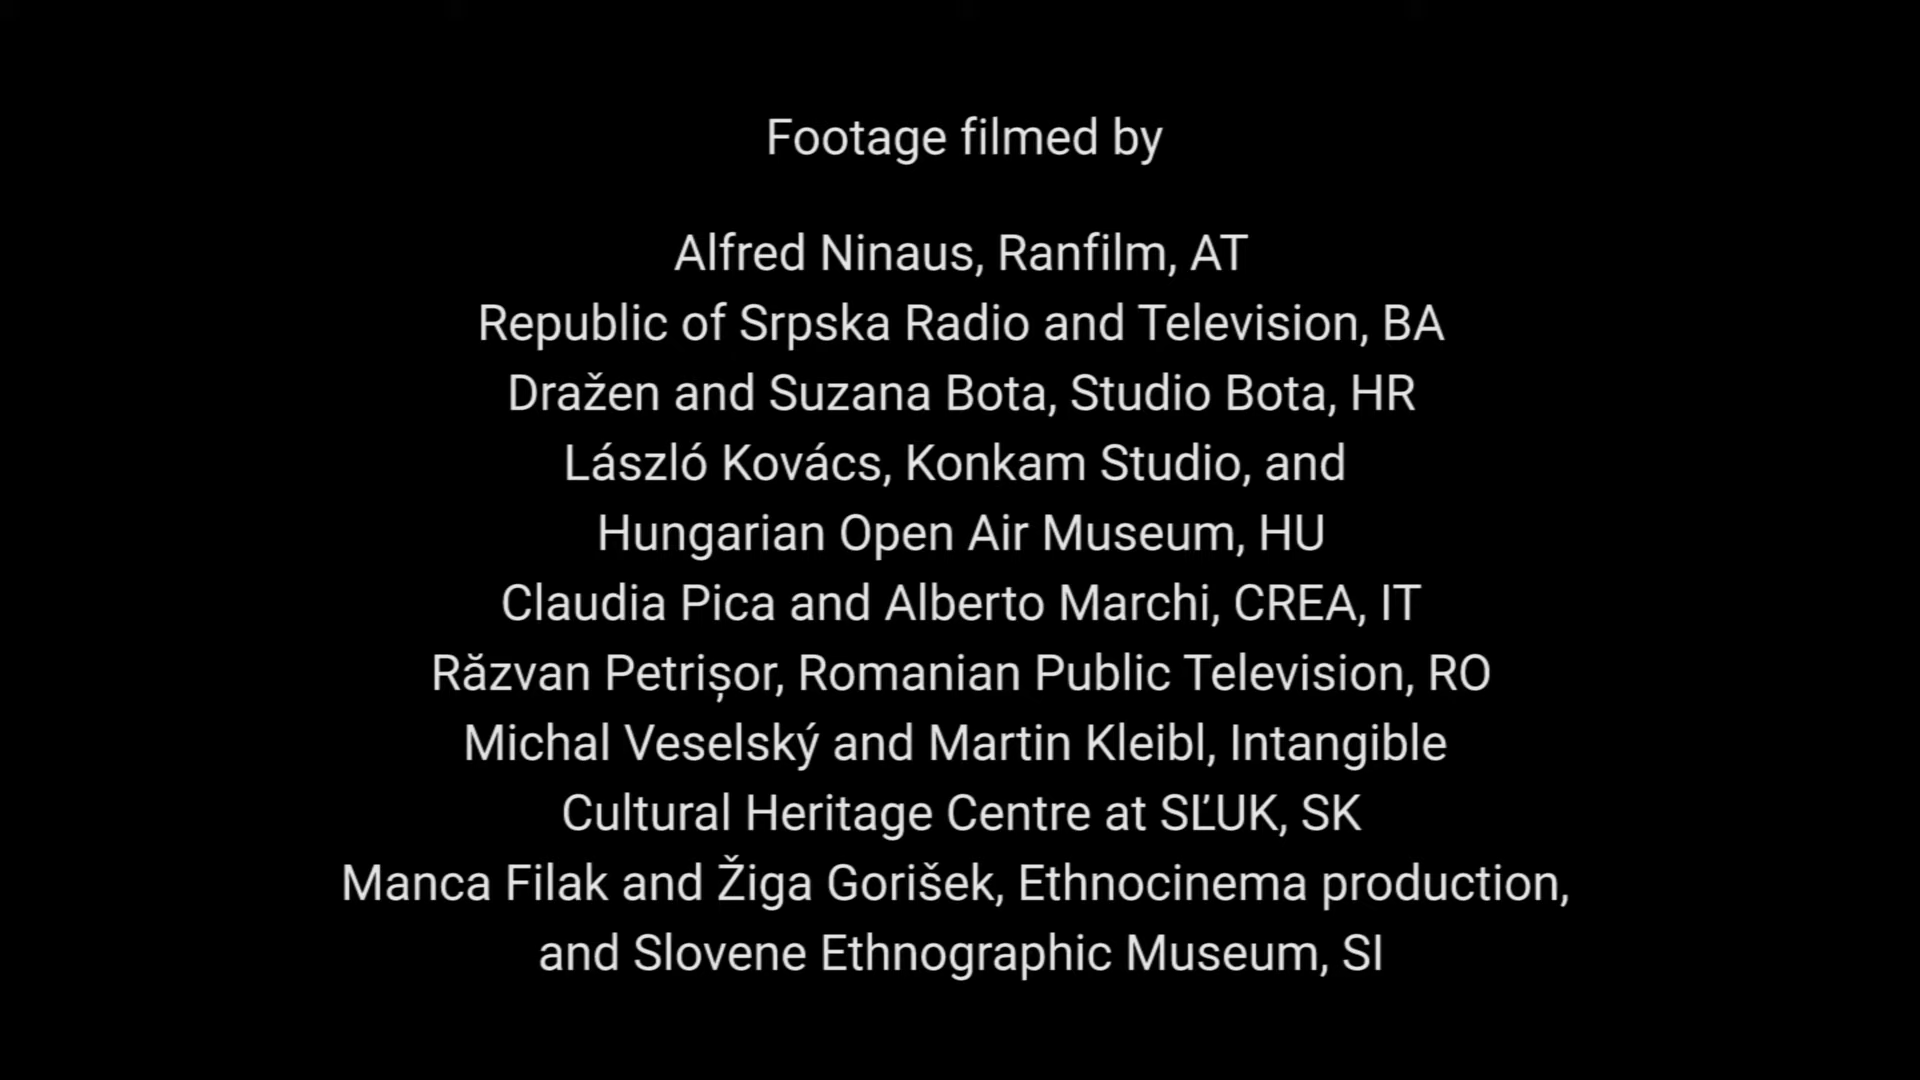 Footage filmed by
Alfred Ninaus, Ranfilm, AT
Republic of Srpska Radio and Television, BA
Dražen and Suzana Bota, Studio Bota, HR
László Kovács, Konkam Studio, and
Hungarian Open Air Museum, HU
Claudia Pica and Alberto Marchi, CREA, IT
Răzvan Petrișor, Romanian Public Television, RO
Michal Veselský and Martin Kleibl, Intangible
Cultural Heritage Centre at SĽUK, SK
Manca Filak and Žiga Gorišek, Ethnocinema production,
and Slovene Ethnographic Museum, SI